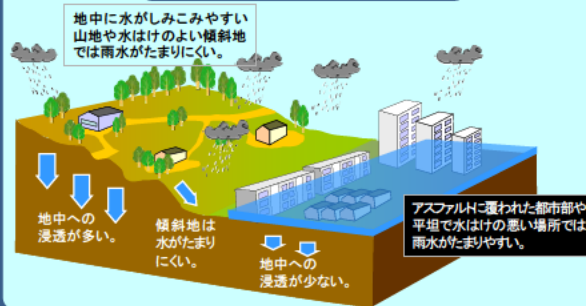 地中に水がしみこみやすい
山地や水はけのよい傾斜地
では雨水がたまりにくい。
地中への
浸透が多い。
傾斜地は
水がたまり
にくい。
地中への
浸透が少ない。
アスファルトに覆われた都市部や
平坦で水はけの悪い場所では
雨水がたまりやすい。